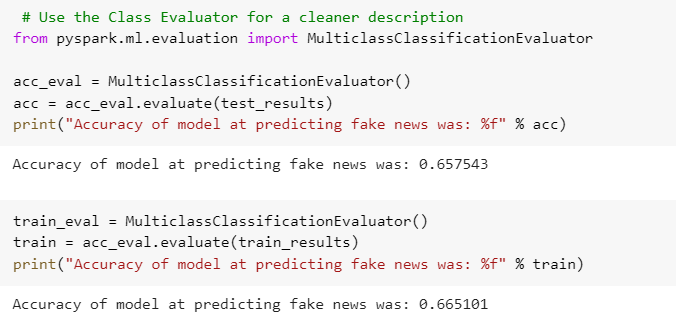 # Use the Class Evaluator for a cleaner description
from pyspark.ml.evaluation import MulticlassClassificationEvaluator
acc_eval = MulticlassClassificationEvaluator()
acc = acc_eval.evaluate(test_results)
print("Accuracy of model at predicting fake news was: %f" % acc)
Accuracy of model at predicting fake news was: 0.657543
train_eval = MulticlassClassificationEvaluator()
train = acc_eval.evaluate(train_results)
print("Accuracy of model at predicting fake news was: %f" % train)
Accuracy of model at predicting fake news was: 0.665101